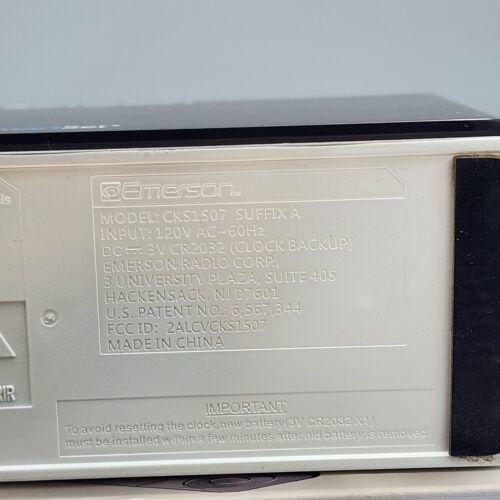 Emerson
MODEL: CKS1507 SUFFIX A
INPUT: 120V AC~60Hz
DC⎓ 3V CR2032 (CLOCK BACKUP)
EMERSON RADIO CORP,
3 UNIVERSITY PLAZA, SUITE 405
HACKENSACK, NJ 07601
U.S. PATENT NO.: 6,567,344
FCC ID: 2ALCVCKS1507
MADE IN CHINA
IMPORTANT
To avoid resetting the clock,new battery(3V CR2032 X1)
must be installed within a few minutes after old battery is removed